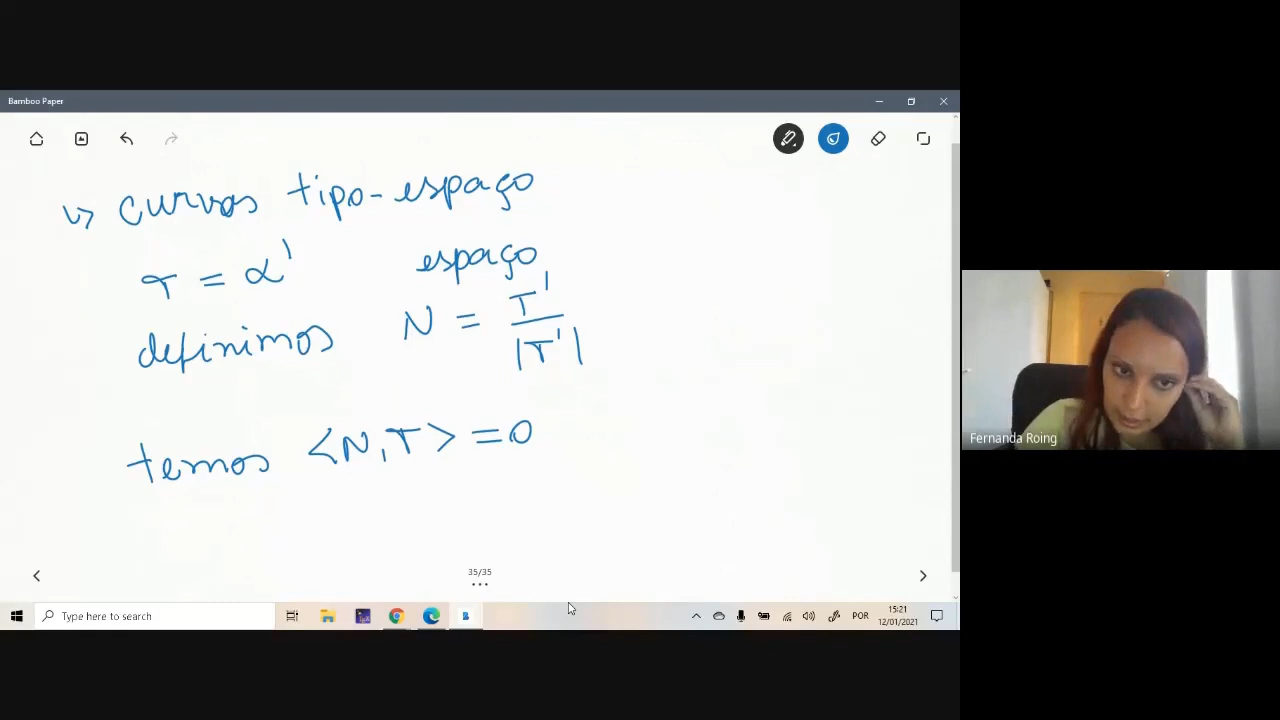 Bamboo Paper
↳ curvas tipo-espaço
T = α'
espaço
definimos N = T' / |T'|
temos <N,T> = 0
Fernanda Roing
35/35
Type here to search
POR
15:21
12/01/2021